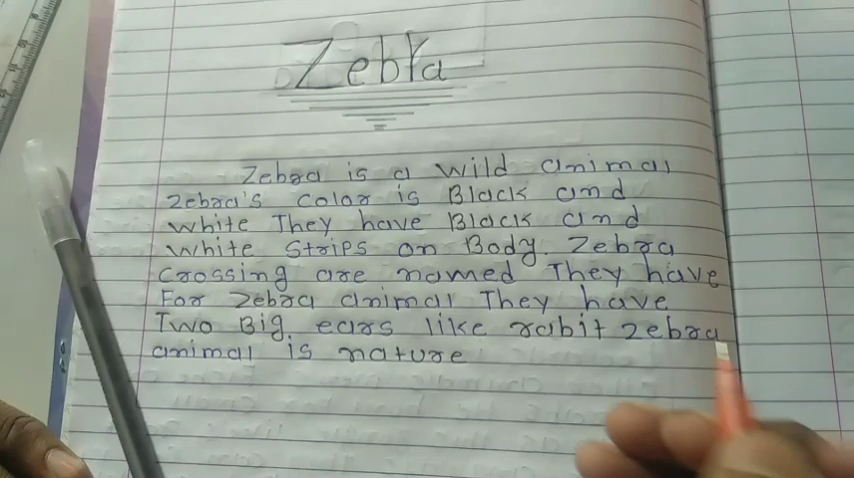 Zebra
Zebra is a wild animal
Zebra's Color is Black and
White They have Black and
White Strips on Body. Zebra
Crossing are named They have
For Zebra animal They have
Two Big ears like rabit zebra
animal is nature